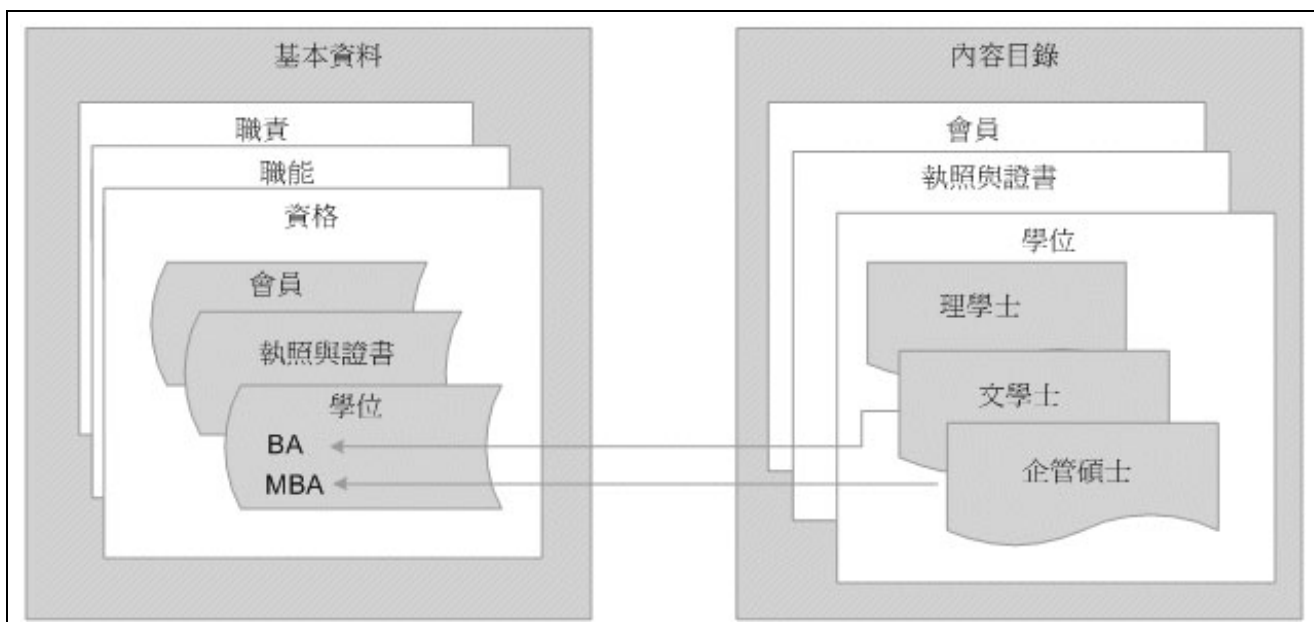 基本資料
職責
職能
資格
會員
執照與證書
學位
BA
MBA
內容目錄
會員
執照與證書
學位
理學士
文學士
企管碩士